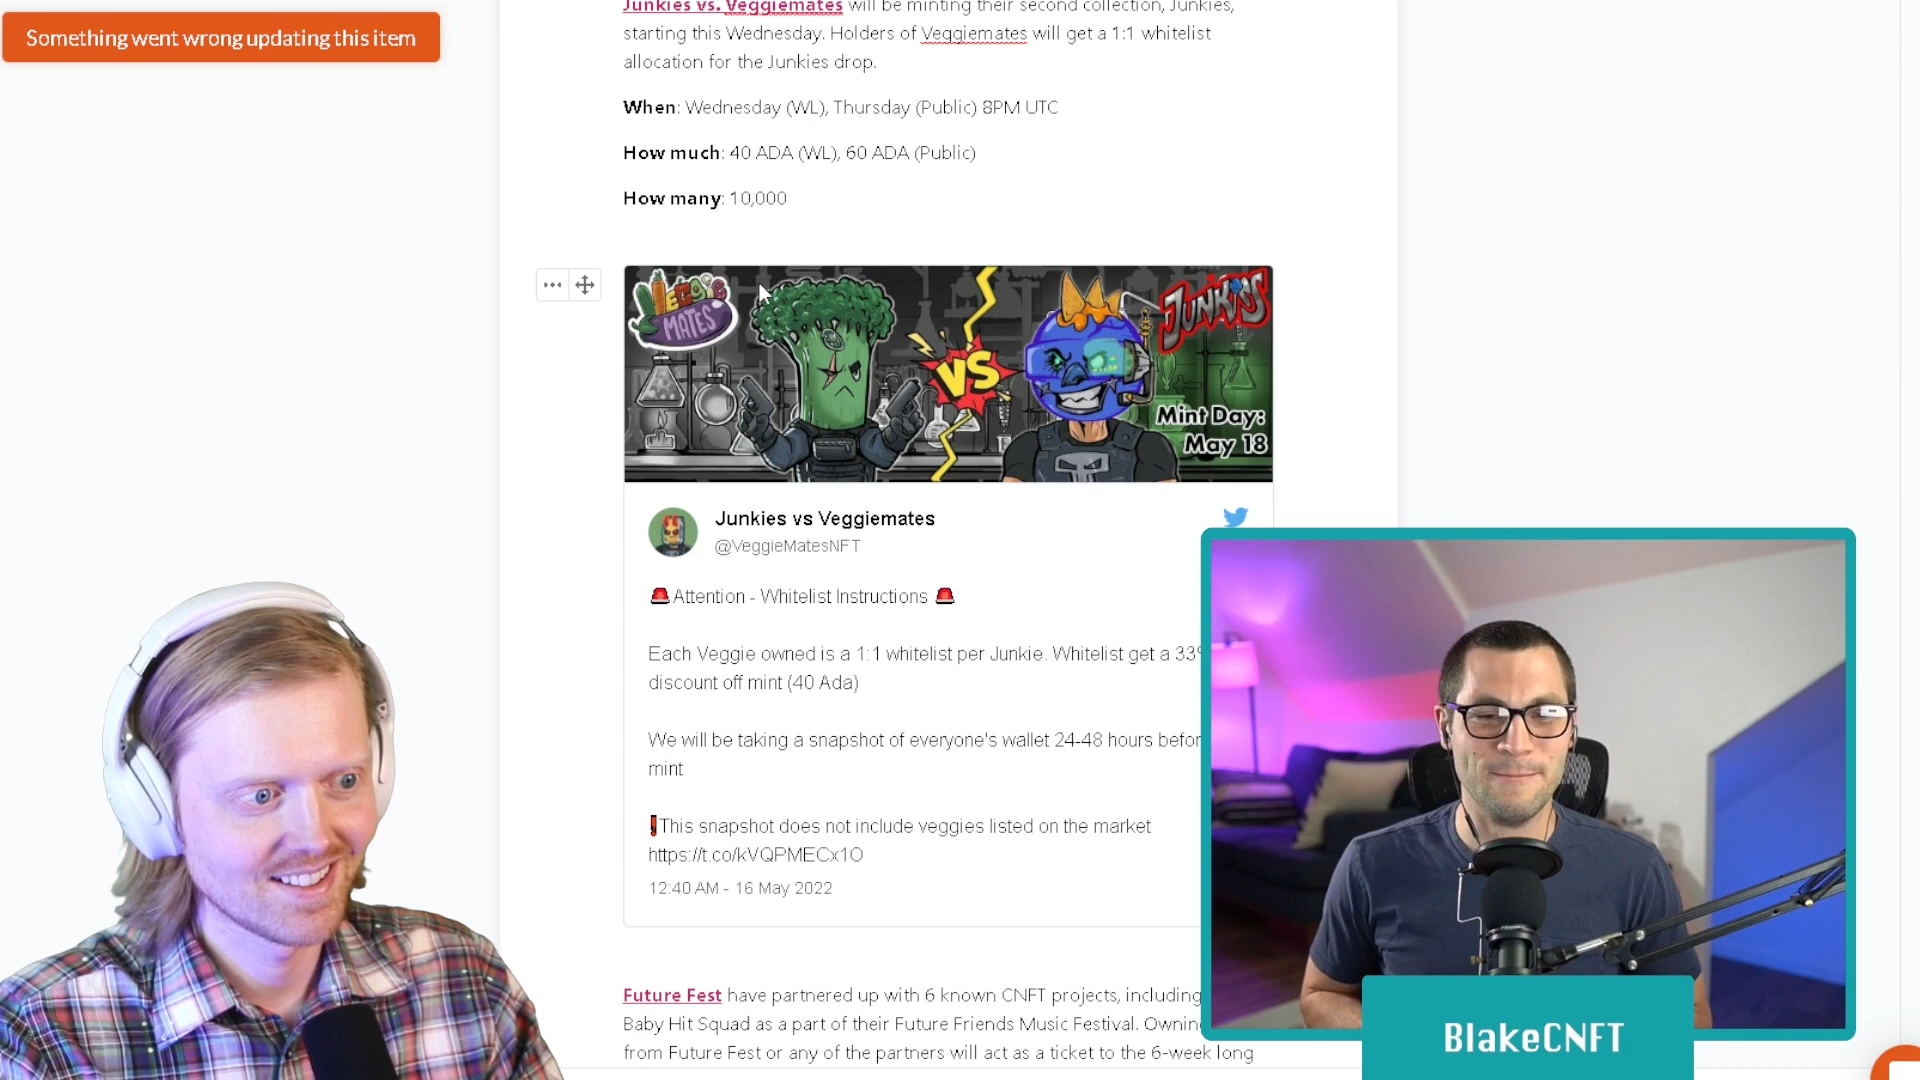 Something went wrong updating this item
Junkies vs. Veggiemates will be minting their second collection, Junkies,
starting this Wednesday. Holders of Veggiemates will get a 1:1 whitelist
allocation for the Junkies drop.
When: Wednesday (WL), Thursday (Public) 8PM UTC
How much: 40 ADA (WL), 60 ADA (Public)
How many: 10,000
VEGGIE
MATES
VS
JUNKIES
Mint Day:
May 18
Junkies vs Veggiemates
@VeggieMatesNFT
Attention - Whitelist Instructions
Each Veggie owned is a 1:1 whitelist per Junkie. Whitelist get a 33
discount off mint (40 Ada)
We will be taking a snapshot of everyone's wallet 24-48 hours befor
mint
This snapshot does not include veggies listed on the market
https://t.co/kVQPMECx1O
12:40 AM - 16 May 2022
Future Fest have partnered up with 6 known CNFT projects, including
Baby Hit Squad as a part of their Future Friends Music Festival. Ownin
from Future Fest or any of the partners will act as a ticket to the 6-week long
BlakeCNFT